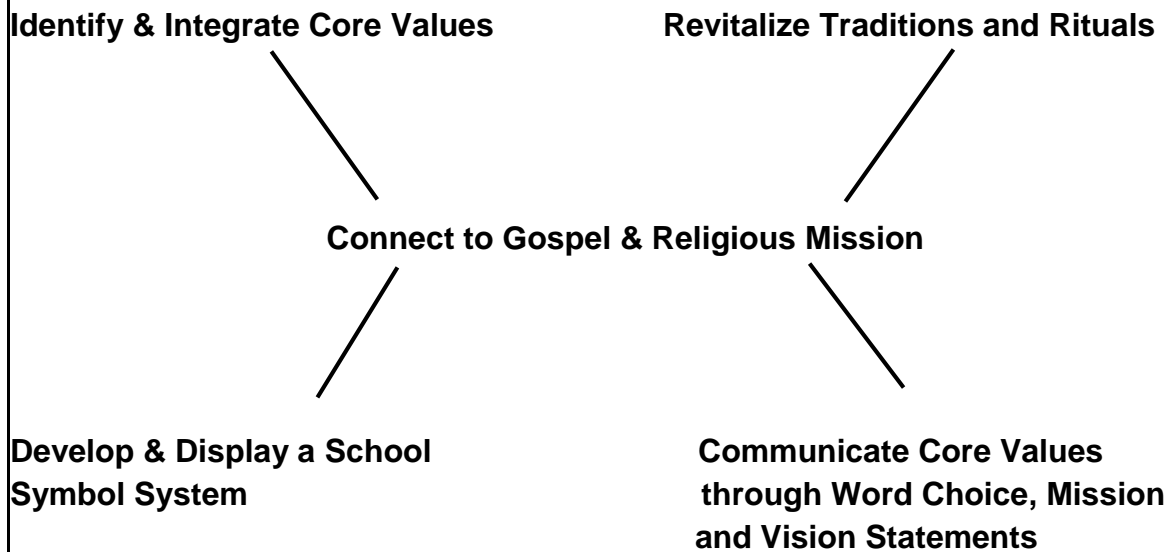 Identify & Integrate Core Values
Revitalize Traditions and Rituals
Connect to Gospel & Religious Mission
Develop & Display a School
Symbol System
Communicate Core Values
through Word Choice, Mission
and Vision Statements